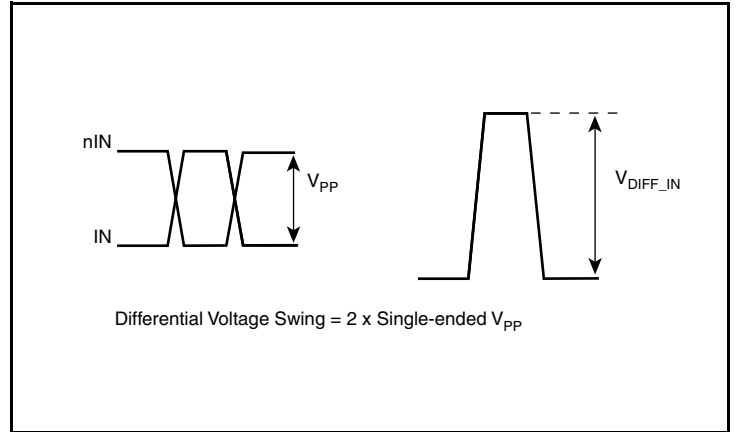 nIN
V_PP
IN
V_DIFF_IN
Differential Voltage Swing = 2 x Single-ended V_PP